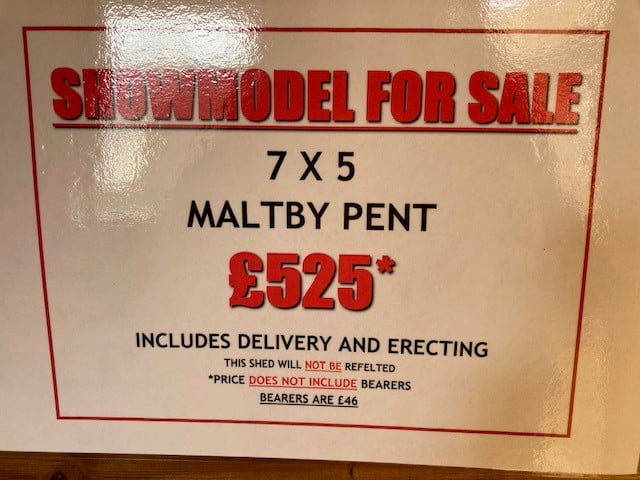 SHOWMODEL FOR SALE
7 X 5
MALTBY PENT
£525*
INCLUDES DELIVERY AND ERECTING
THIS SHED WILL NOT BE REFELTED
*PRICE DOES NOT INCLUDE BEARERS
BEARERS ARE £46